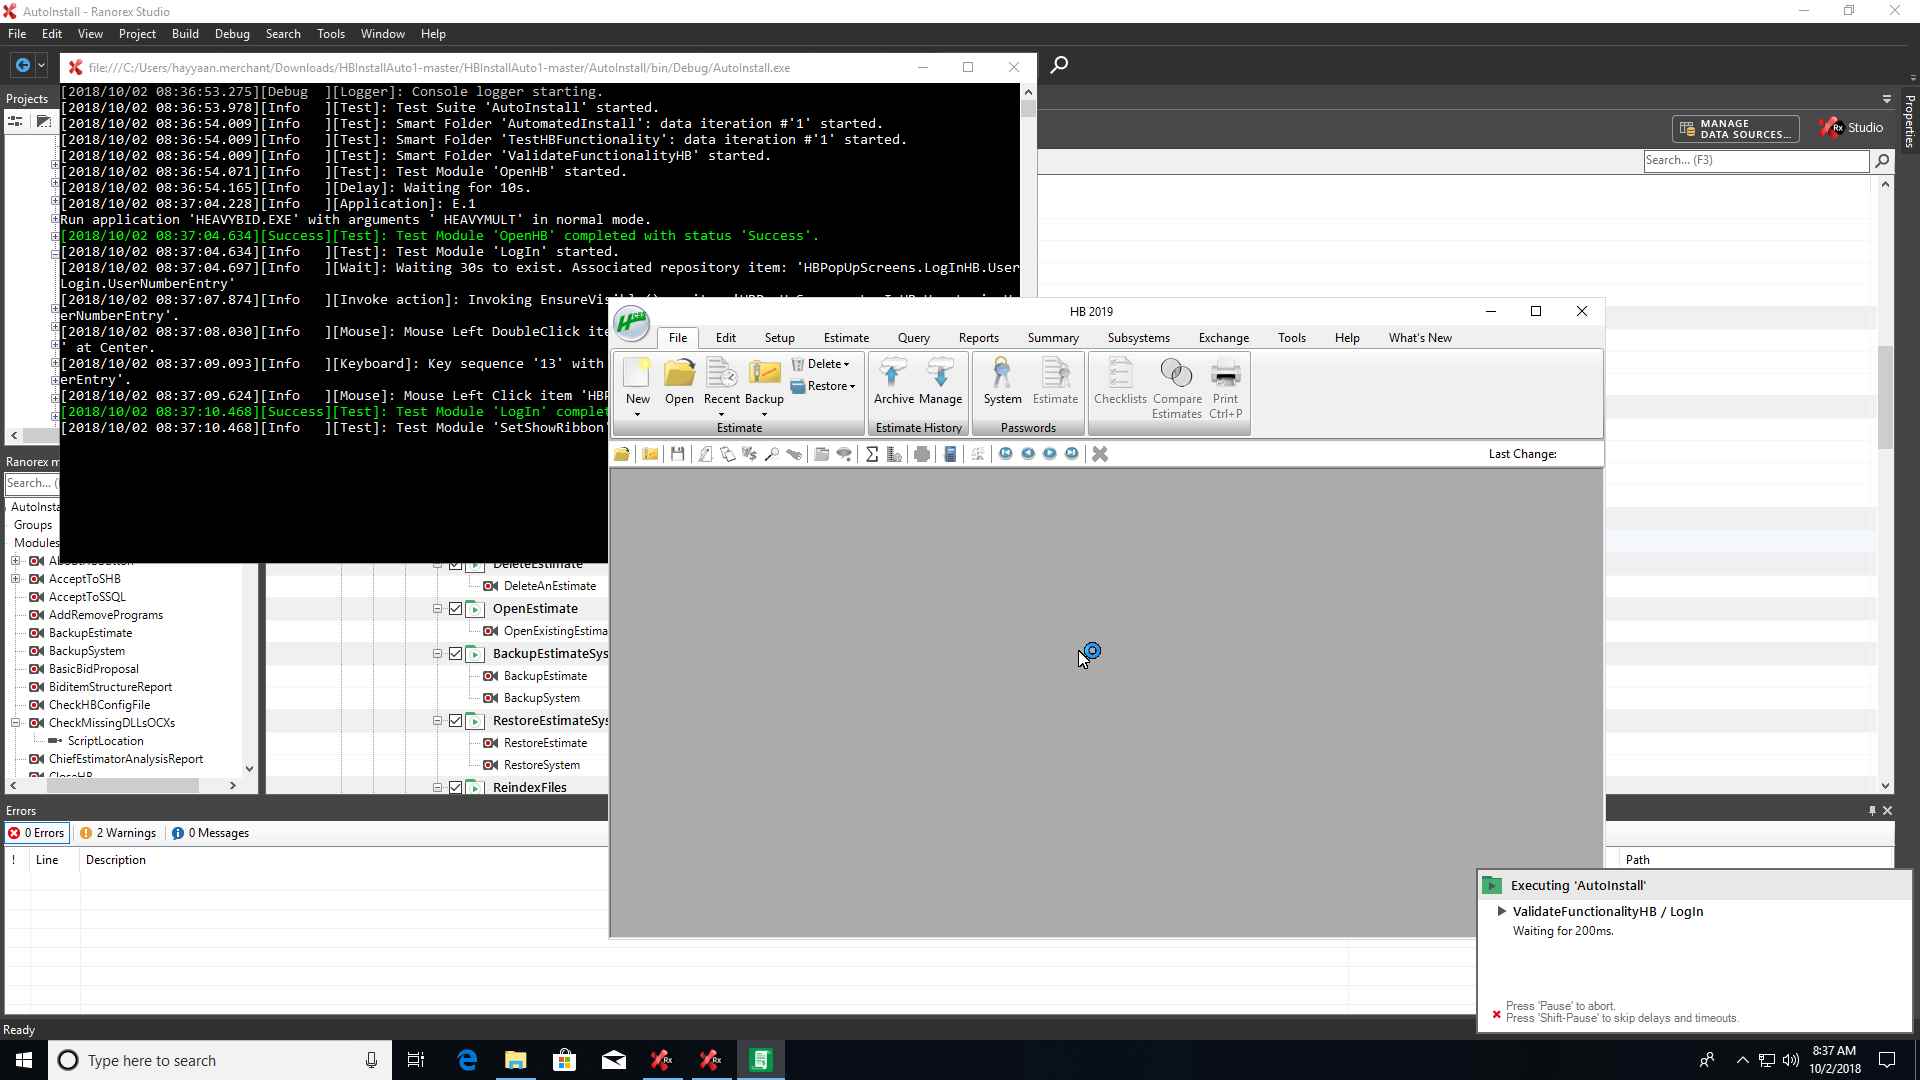 AutoInstall - Ranorex Studio
File Edit View Project Build Debug Search Tools Window Help
file:///C:/Users/hayyaan.merchant/Downloads/HBInstallAuto1-master/HBInstallAuto1-master/AutoInstall/bin/Debug/AutoInstall.exe
Projects
Properties
MANAGE
DATA SOURCES...
Studio
Search... (F3)
[2018/10/02 08:36:53.275][Debug  ][Logger]: Console logger starting.
[2018/10/02 08:36:53.978][Info   ][Test]: Test Suite 'AutoInstall' started.
[2018/10/02 08:36:54.009][Info   ][Test]: Smart Folder 'AutomatedInstall': data iteration #'1' started.
[2018/10/02 08:36:54.009][Info   ][Test]: Smart Folder 'TestHBFunctionality': data iteration #'1' started.
[2018/10/02 08:36:54.009][Info   ][Test]: Smart Folder 'ValidateFunctionalityHB' started.
[2018/10/02 08:36:54.071][Info   ][Test]: Test Module 'OpenHB' started.
[2018/10/02 08:36:54.165][Info   ][Delay]: Waiting for 10s.
[2018/10/02 08:37:04.228][Info   ][Application]: E.1
Run application 'HEAVYBID.EXE' with arguments ' HEAVYMULT' in normal mode.
[2018/10/02 08:37:04.634][Success][Test]: Test Module 'OpenHB' completed with status 'Success'.
[2018/10/02 08:37:04.634][Info   ][Test]: Test Module 'LogIn' started.
[2018/10/02 08:37:04.697][Info   ][Wait]: Waiting 30s to exist. Associated repository item: 'HBPopUpScreens.LogInHB.User
Login.UserNumberEntry'
[2018/10/02 08:37:07.874][Info   ][Invoke action]: Invoking
erNumberEntry'.
[2018/10/02 08:37:08.030][Info   ][Mouse]: Mouse Left DoubleClick ite
' at Center.
[2018/10/02 08:37:09.093][Info   ][Keyboard]: Key sequence '13' with
erEntry'.
[2018/10/02 08:37:09.624][Info   ][Mouse]: Mouse Left Click item 'HBP
[2018/10/02 08:37:10.468][Success][Test]: Test Module 'LogIn' complet
[2018/10/02 08:37:10.468][Info   ][Test]: Test Module 'SetShowRibbon'
HB 2019
File Edit Setup Estimate Query Reports Summary Subsystems Exchange Tools Help What's New
New Open Recent Backup Delete Restore
Archive Manage
System Estimate
Checklists Compare Estimates Print Ctrl+P
Estimate Estimate History Passwords
Last Change:
Ranorex m
Search... (
AutoInstal
Groups
Modules
AcceptToSHB
AcceptToSSQL
AddRemovePrograms
BackupEstimate
BackupSystem
BasicBidProposal
BiditemStructureReport
CheckHBConfigFile
CheckMissingDLLsOCXs
ScriptLocation
ChiefEstimatorAnalysisReport
CloseHB
DeleteEstimate
DeleteAnEstimate
OpenEstimate
OpenExistingEstima
BackupEstimateSys
BackupEstimate
BackupSystem
RestoreEstimateSys
RestoreEstimate
RestoreSystem
ReindexFiles
Errors
0 Errors 2 Warnings 0 Messages
! Line Description Path
Executing 'AutoInstall'
ValidateFunctionalityHB / LogIn
Waiting for 200ms.
Press 'Pause' to abort.
Press 'Shift-Pause' to skip delays and timeouts.
Ready
Type here to search
8:37 AM
10/2/2018